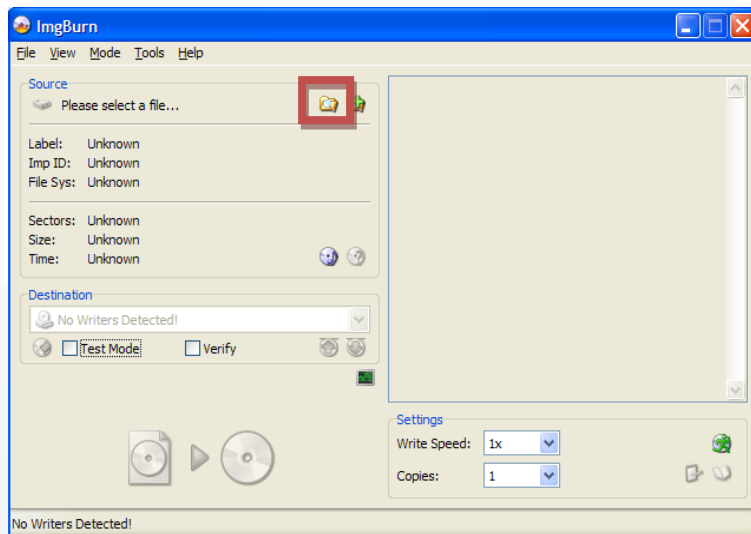 ImgBurn
File View Mode Tools Help
Source
Please select a file...
Label: Unknown
Imp ID: Unknown
File Sys: Unknown
Sectors: Unknown
Size: Unknown
Time: Unknown
Destination
No Writers Detected!
Test Mode Verify
Settings
Write Speed: 1x
Copies: 1
No Writers Detected!